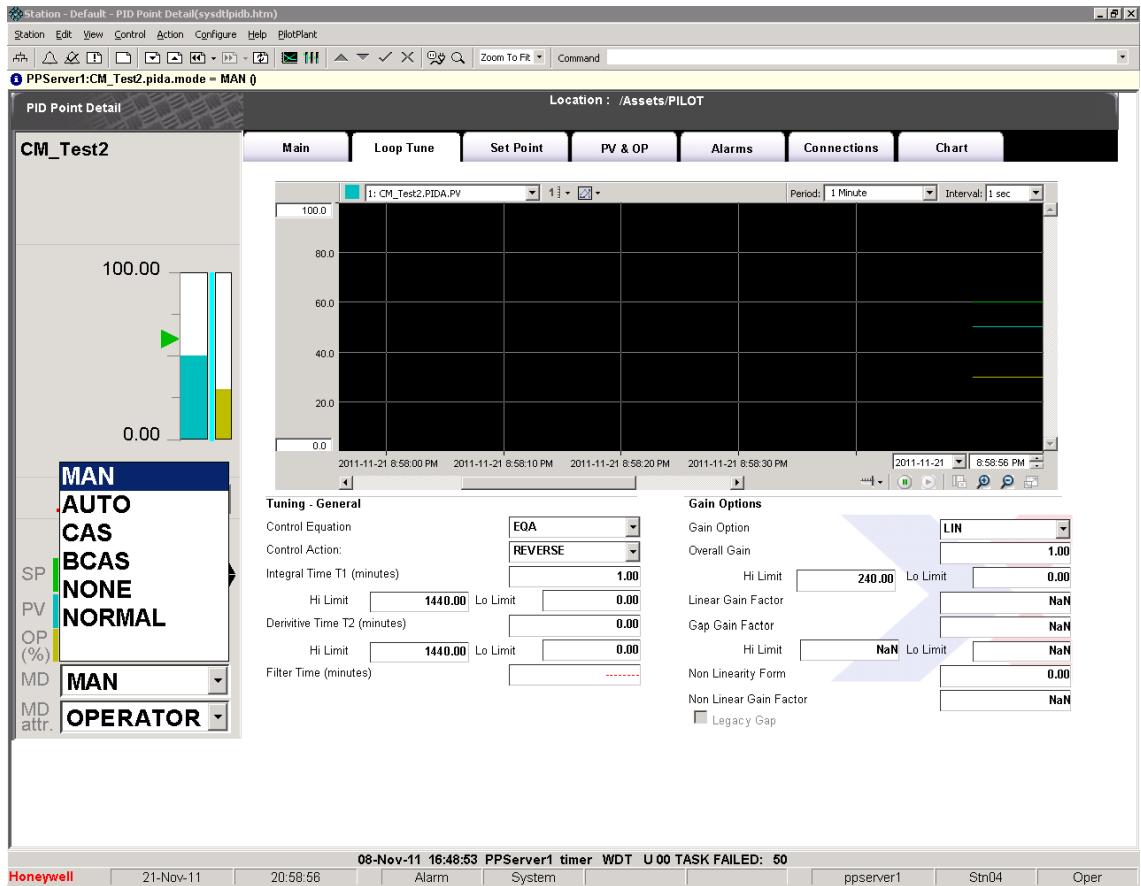 Station - Default - PID Point Detail(sysdtlpidb.htm)
Station Edit View Control Action Configure Help PilotPlant
Zoom To Fit Command
PPServer1:CM_Test2.pida.mode = MAN ()
PID Point Detail
Location : /Assets/PILOT
CM_Test2
Main Loop Tune Set Point PV & OP Alarms Connections Chart
1: CM_Test2.PIDA.PV Period: 1 Minute Interval: 1 sec
100.0
80.0
60.0
40.0
20.0
0.0
2011-11-21 8:58:00 PM 2011-11-21 8:58:10 PM 2011-11-21 8:58:20 PM 2011-11-21 8:58:30 PM
2011-11-21 8:58:56 PM
100.00
0.00
MAN
AUTO
CAS
BCAS
NONE
NORMAL
SP
PV
OP
(%)
MD MAN
MD
attr. OPERATOR
Tuning - General
Control Equation EQA
Control Action: REVERSE
Integral Time T1 (minutes) 1.00
Hi Limit 1440.00 Lo Limit 0.00
Derivitive Time T2 (minutes) 0.00
Hi Limit 1440.00 Lo Limit 0.00
Filter Time (minutes) --------
Gain Options
Gain Option LIN
Overall Gain 1.00
Hi Limit 240.00 Lo Limit 0.00
Linear Gain Factor NaN
Gap Gain Factor NaN
Hi Limit NaN Lo Limit NaN
Non Linearity Form 0.00
Non Linear Gain Factor NaN
Legacy Gap
08-Nov-11 16:48:53 PPServer1 timer WDT U 00 TASK FAILED: 50
Honeywell 21-Nov-11 20:58:56 Alarm System ppserver1 Stn04 Oper